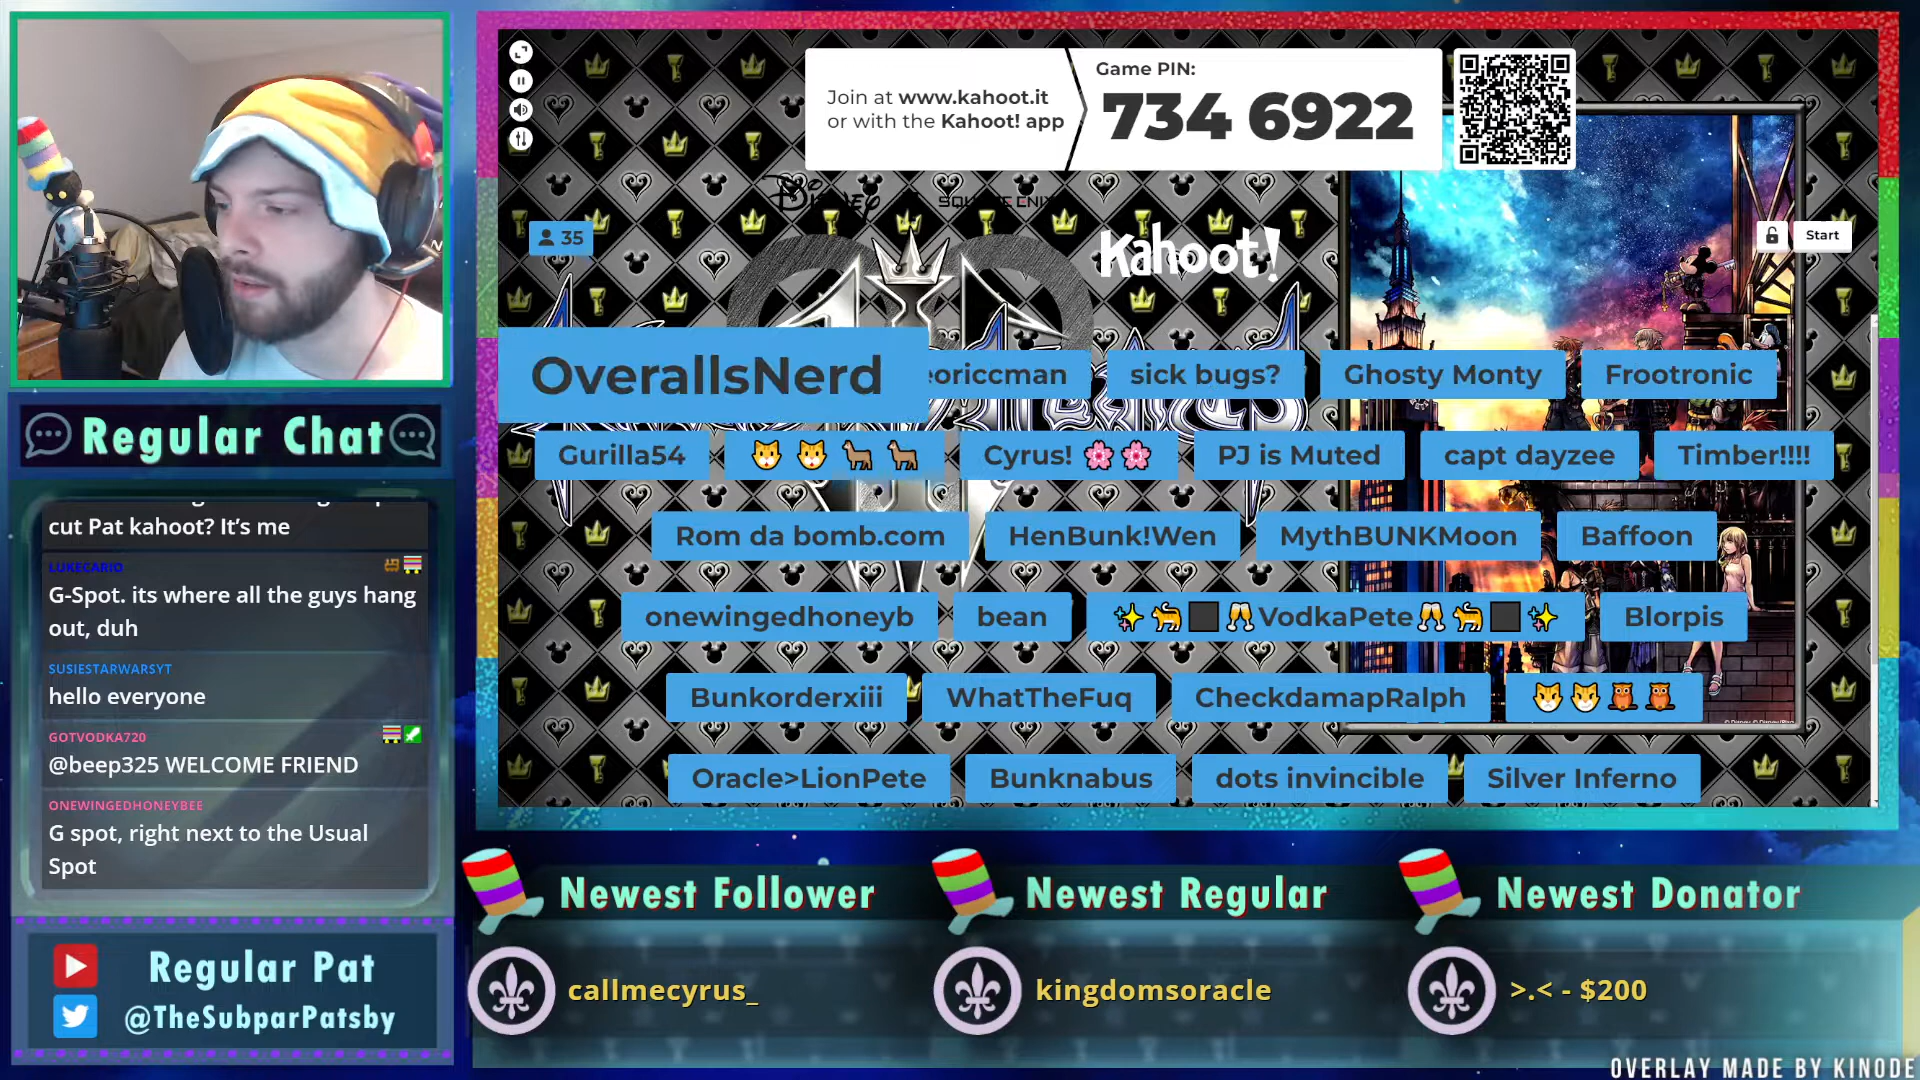 Join at www.kahoot.it
or with the Kahoot! app
Game PIN:
734 6922
Disney
SQUARE ENIX
35
Kahoot!
Start
OverallsNerd
eoriccman
sick bugs?
Ghosty Monty
Frootronic
Gurilla54
🐱 🐱 🐐 🐐
Cyrus! 🌸 🌸
PJ is Muted
capt dayzee
Timber!!!!
Rom da bomb.com
HenBunk!Wen
MythBUNKMoon
Baffoon
onewingedhoneyb
bean
✨🐈⬛🥂VodkaPete🥂🐈⬛✨
Blorpis
Bunkorderxiii
WhatTheFuq
CheckdamapRalph
🐯 🐯 🦉 🦉
Oracle>LionPete
Bunknabus
dots invincible
Silver Inferno
Regular Chat
cut Pat kahoot? It's me
LUKECARIO
G-Spot. its where all the guys hang
out, duh
SUSIESTARWARSYT
hello everyone
GOTVODKA720
@beep325 WELCOME FRIEND
ONEWINGEDHONEYBEE
G spot, right next to the Usual
Spot
Regular Pat
@TheSubparPatsby
Newest Follower
callmecyrus_
Newest Regular
kingdomsoracle
Newest Donator
>.< - $200
OVERLAY MADE BY KINODE